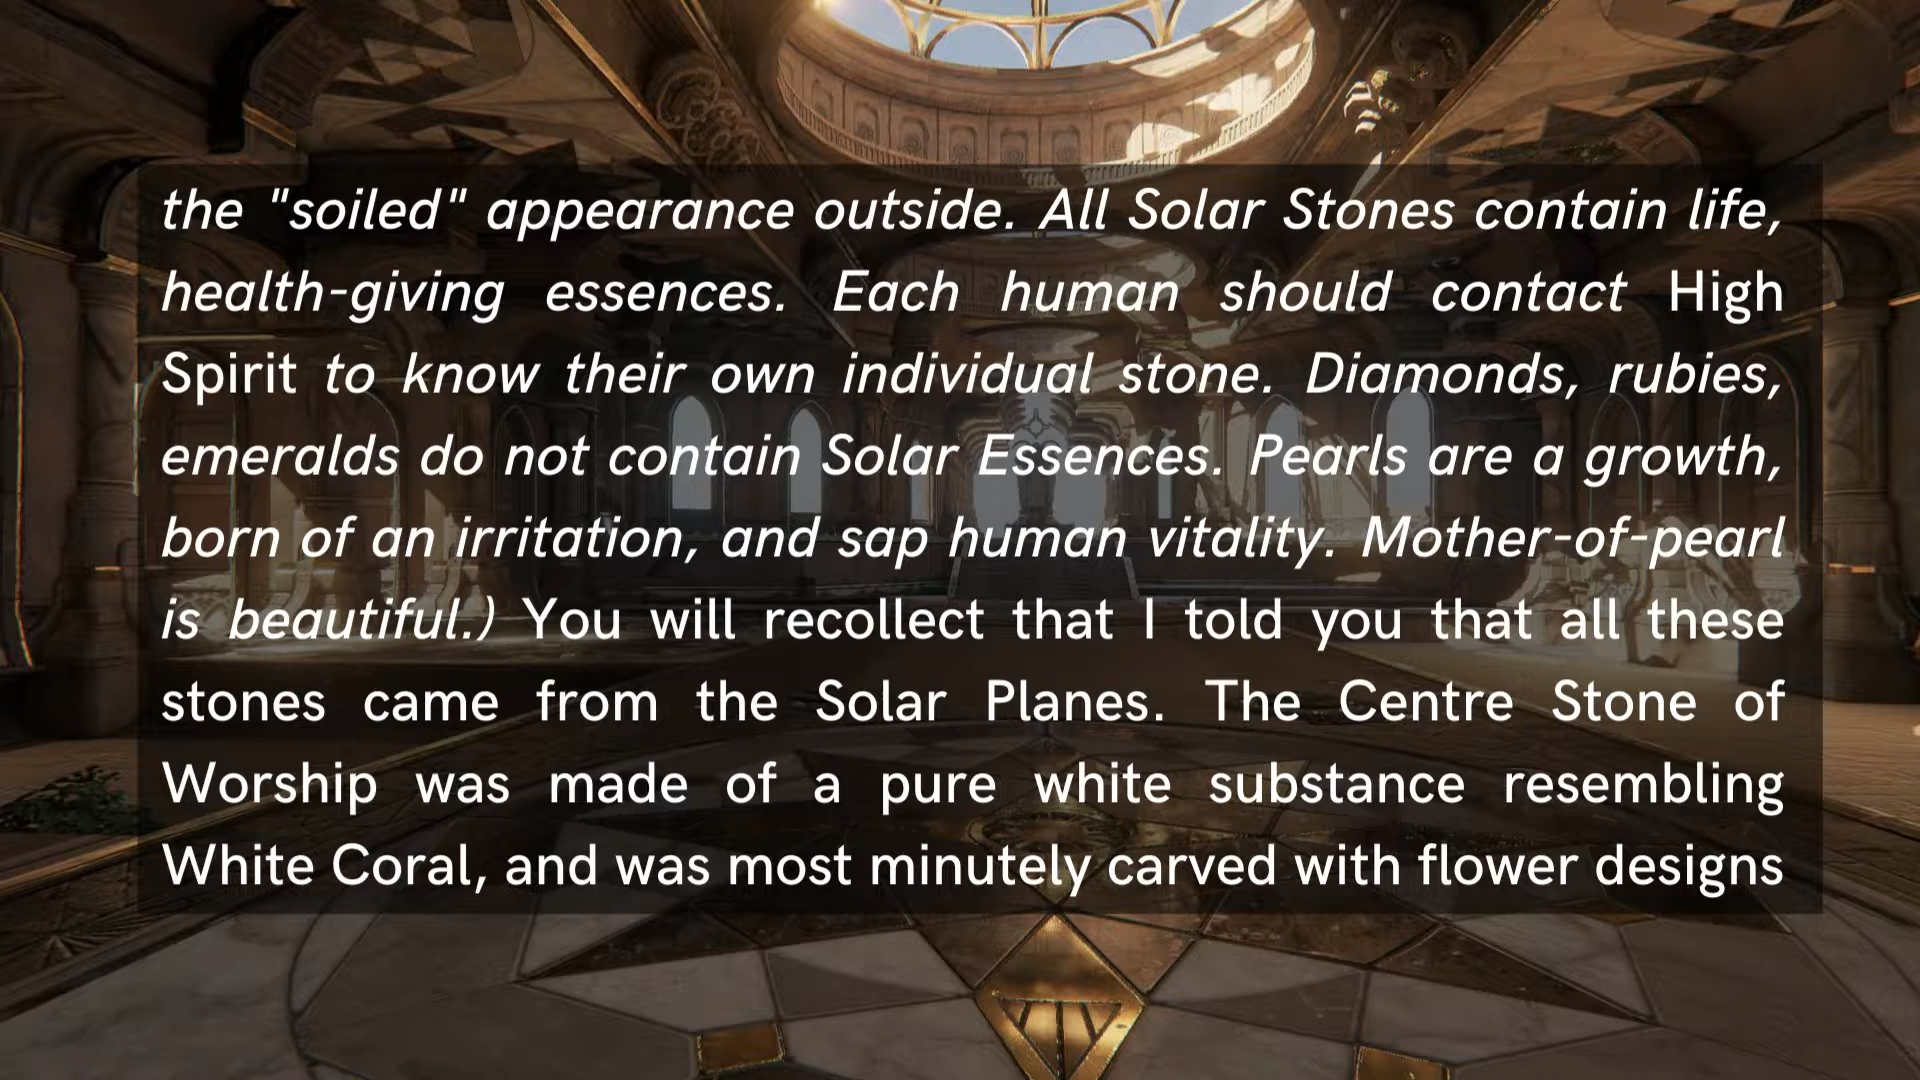 the "soiled" appearance outside. All Solar Stones contain life,
health-giving essences. Each human should contact High
Spirit to know their own individual stone. Diamonds, rubies,
emeralds do not contain Solar Essences. Pearls are a growth,
born of an irritation, and sap human vitality. Mother-of-pearl
is beautiful.) You will recollect that I told you that all these
stones came from the Solar Planes. The Centre Stone of
Worship was made of a pure white substance resembling
White Coral, and was most minutely carved with flower designs